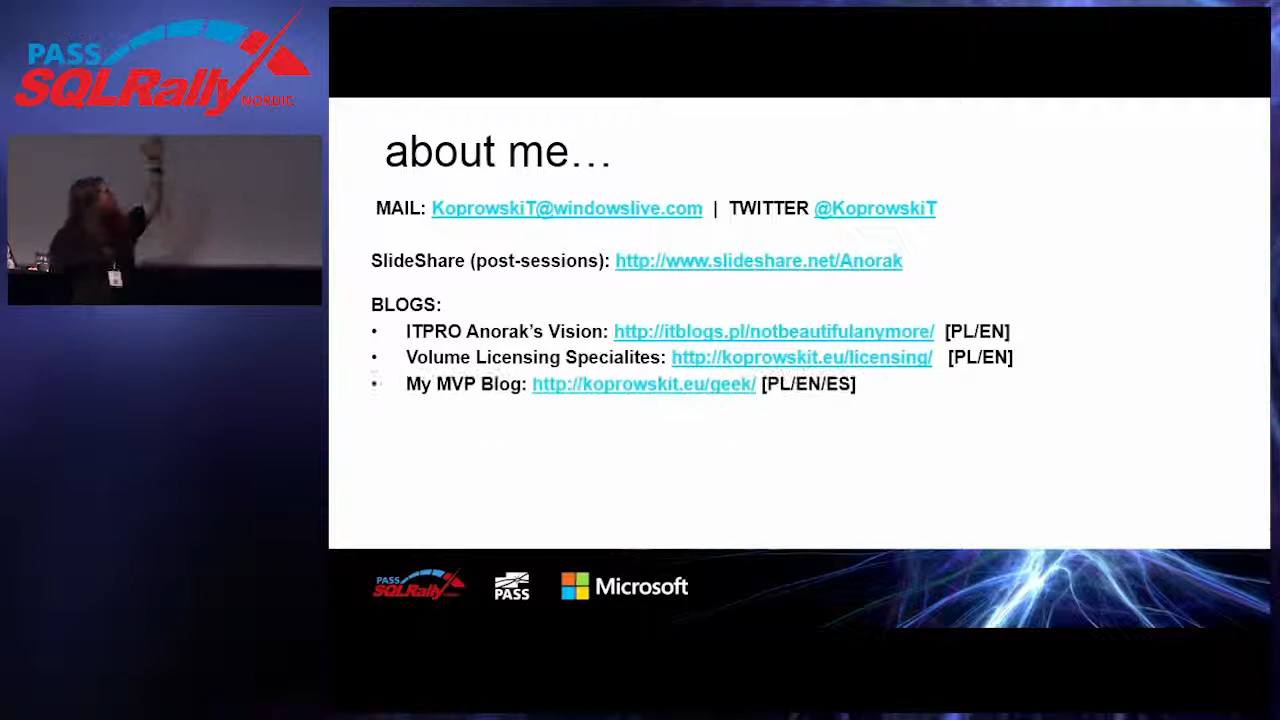 PASS
SQLRally
NORDIC
about me…
MAIL: KoprowskiT@windowslive.com | TWITTER @KoprowskiT
SlideShare (post-sessions): http://www.slideshare.net/Anorak
BLOGS:
• ITPRO Anorak's Vision: http://itblogs.pl/notbeautifulanymore/ [PL/EN]
• Volume Licensing Specialites: http://koprowskit.eu/licensing/ [PL/EN]
• My MVP Blog: http://koprowskit.eu/geek/ [PL/EN/ES]
PASS
SQLRally
PASS
Microsoft